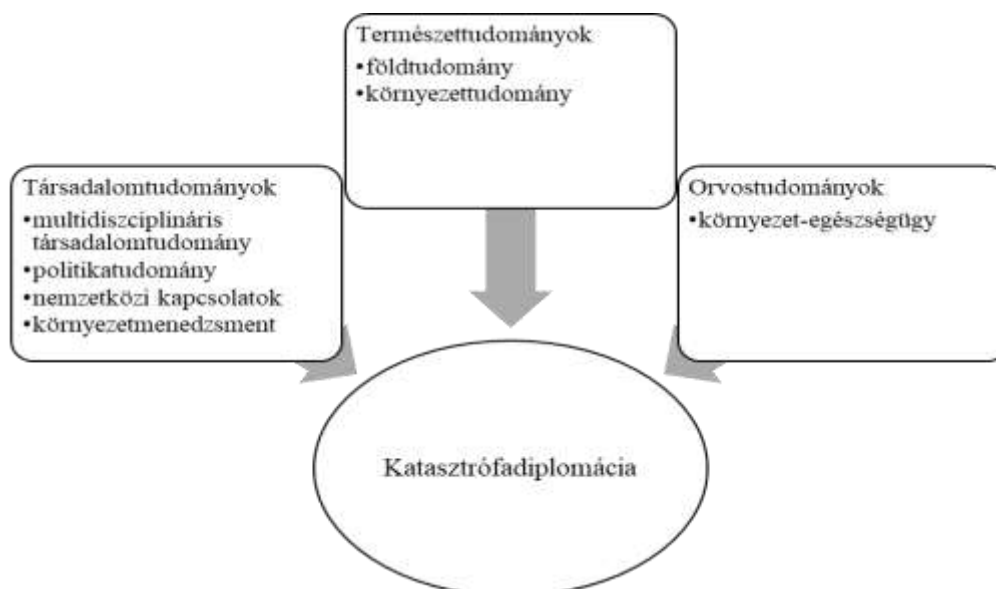 Természettudományok
•földtudomány
•környezettudomány
Társadalomtudományok
•multidiszciplináris
társadalomtudomány
•politikatudomány
•nemzetközi kapcsolatok
•környezetmenedzsment
Orvostudományok
•környezet-egészségügy
Katasztrófadiplomácia